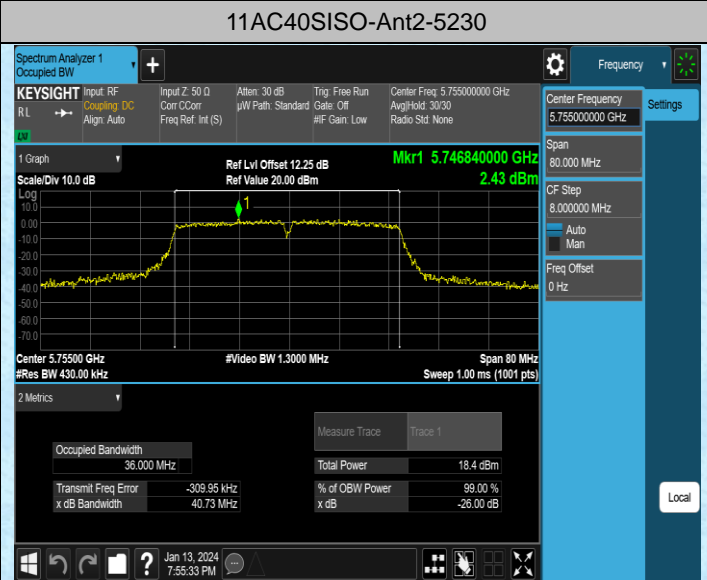 11AC40SISO-Ant2-5230
Spectrum Analyzer 1
Occupied BW
Frequency
KEYSIGHT
RL
Input: RF
Coupling: DC
Align: Auto
Input Z: 50 Ω
Corr CCorr
Freq Ref: Int (S)
Atten: 30 dB
µW Path: Standard
Trig: Free Run
Gate: Off
#IF Gain: Low
Center Freq: 5.755000000 GHz
Avg|Hold: 30/30
Radio Std: None
1 Graph
Scale/Div 10.0 dB
Ref Lvl Offset 12.25 dB
Ref Value 20.00 dBm
Mkr1 5.746840000 GHz
2.43 dBm
Log
10.0
0.00
-10.0
-20.0
-30.0
-40.0
-50.0
-60.0
-70.0
1
Center 5.75500 GHz
#Res BW 430.00 kHz
#Video BW 1.3000 MHz
Span 80 MHz
Sweep 1.00 ms (1001 pts)
2 Metrics
Measure Trace Trace 1
Occupied Bandwidth
36.000 MHz
Total Power 18.4 dBm
Transmit Freq Error -309.95 kHz
% of OBW Power 99.00 %
x dB Bandwidth 40.73 MHz
x dB -26.00 dB
Center Frequency
5.755000000 GHz
Settings
Span
80.000 MHz
CF Step
8.000000 MHz
Auto
Man
Freq Offset
0 Hz
Local
Jan 13, 2024
7:55:33 PM